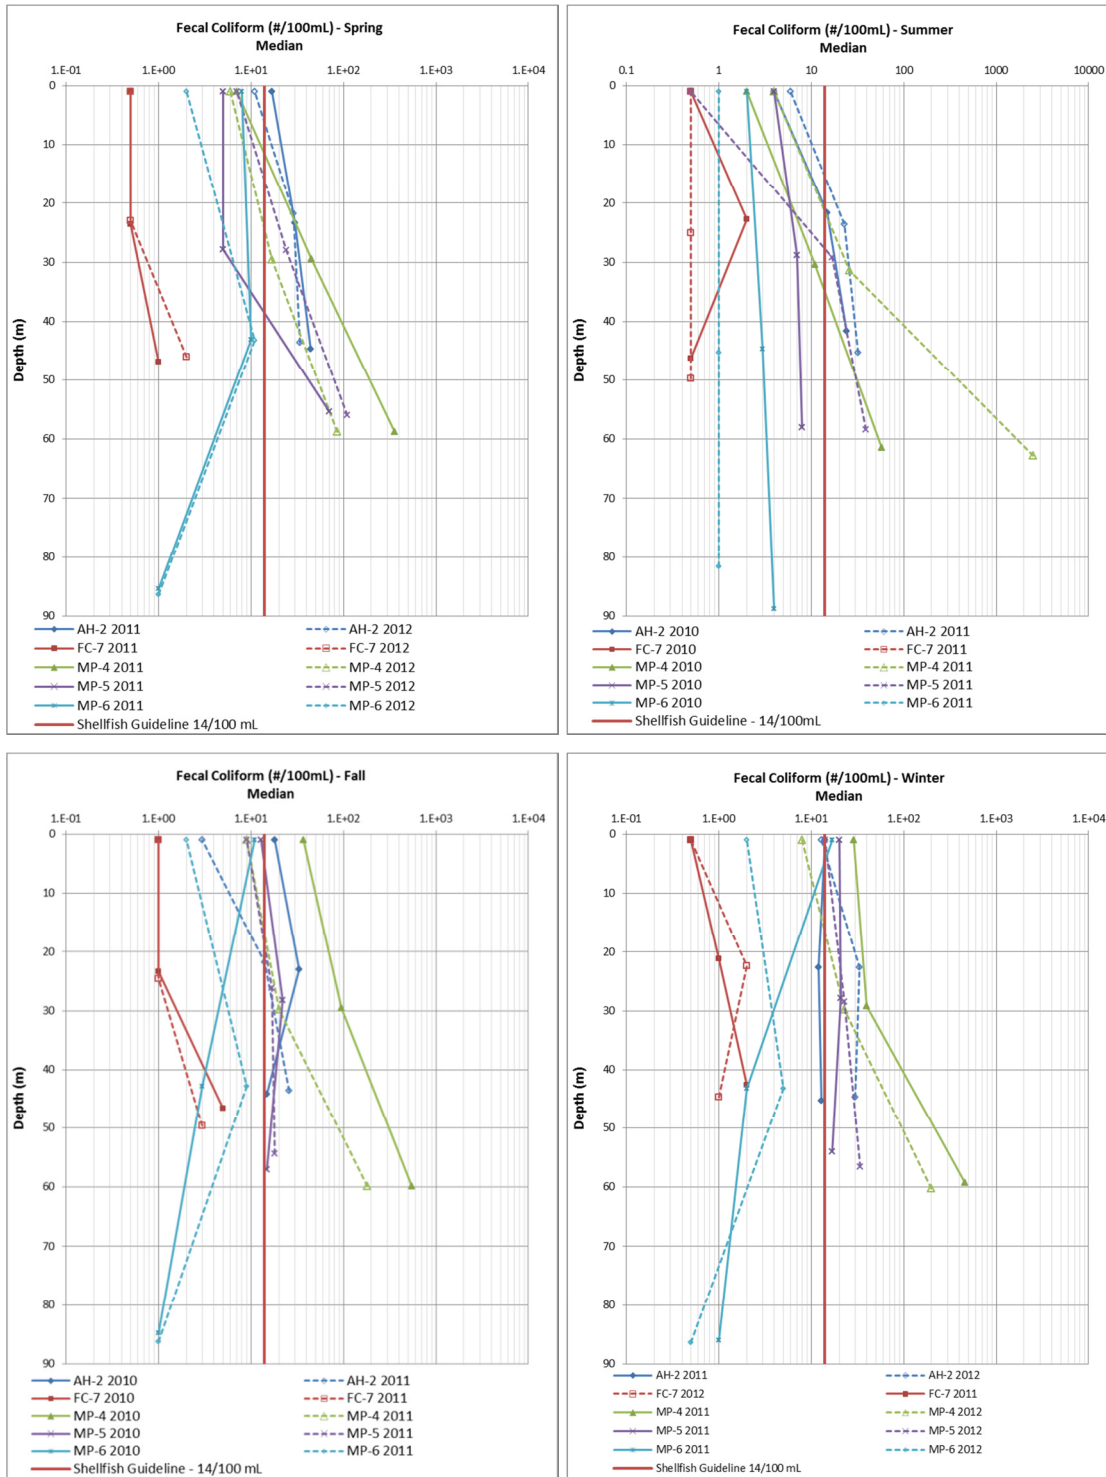 Fecal Coliform (#/100mL) - Spring
Median
1.E-01 1.E+00 1.E+01 1.E+02 1.E+03 1.E+04
0
10
20
30
40
50
60
70
80
90
Depth (m)
AH-2 2011 AH-2 2012
FC-7 2011 FC-7 2012
MP-4 2011 MP-4 2012
MP-5 2011 MP-5 2012
MP-6 2011 MP-6 2012
Shellfish Guideline 14/100 mL
Fecal Coliform (#/100mL) - Summer
Median
0.1 1 10 100 1000 10000
0
10
20
30
40
50
60
70
80
90
Depth (m)
AH-2 2010 AH-2 2011
FC-7 2010 FC-7 2011
MP-4 2010 MP-4 2011
MP-5 2010 MP-5 2011
MP-6 2010 MP-6 2011
Shellfish Guideline - 14/100mL
Fecal Coliform (#/100mL) - Fall
Median
1.E-01 1.E+00 1.E+01 1.E+02 1.E+03 1.E+04
0
10
20
30
40
50
60
70
80
90
Depth (m)
AH-2 2010 AH-2 2011
FC-7 2010 FC-7 2011
MP-4 2010 MP-4 2011
MP-5 2010 MP-5 2011
MP-6 2010 MP-6 2011
Shellfish Guideline - 14/100 mL
Fecal Coliform (#/100mL) - Winter
Median
1.E-01 1.E+00 1.E+01 1.E+02 1.E+03 1.E+04
0
10
20
30
40
50
60
70
80
90
Depth (m)
AH-2 2011 AH-2 2012
FC-7 2012 FC-7 2011
MP-4 2011 MP-4 2012
MP-5 2011 MP-5 2012
MP-6 2011 MP-6 2012
Shellfish Guideline - 14/100 mL